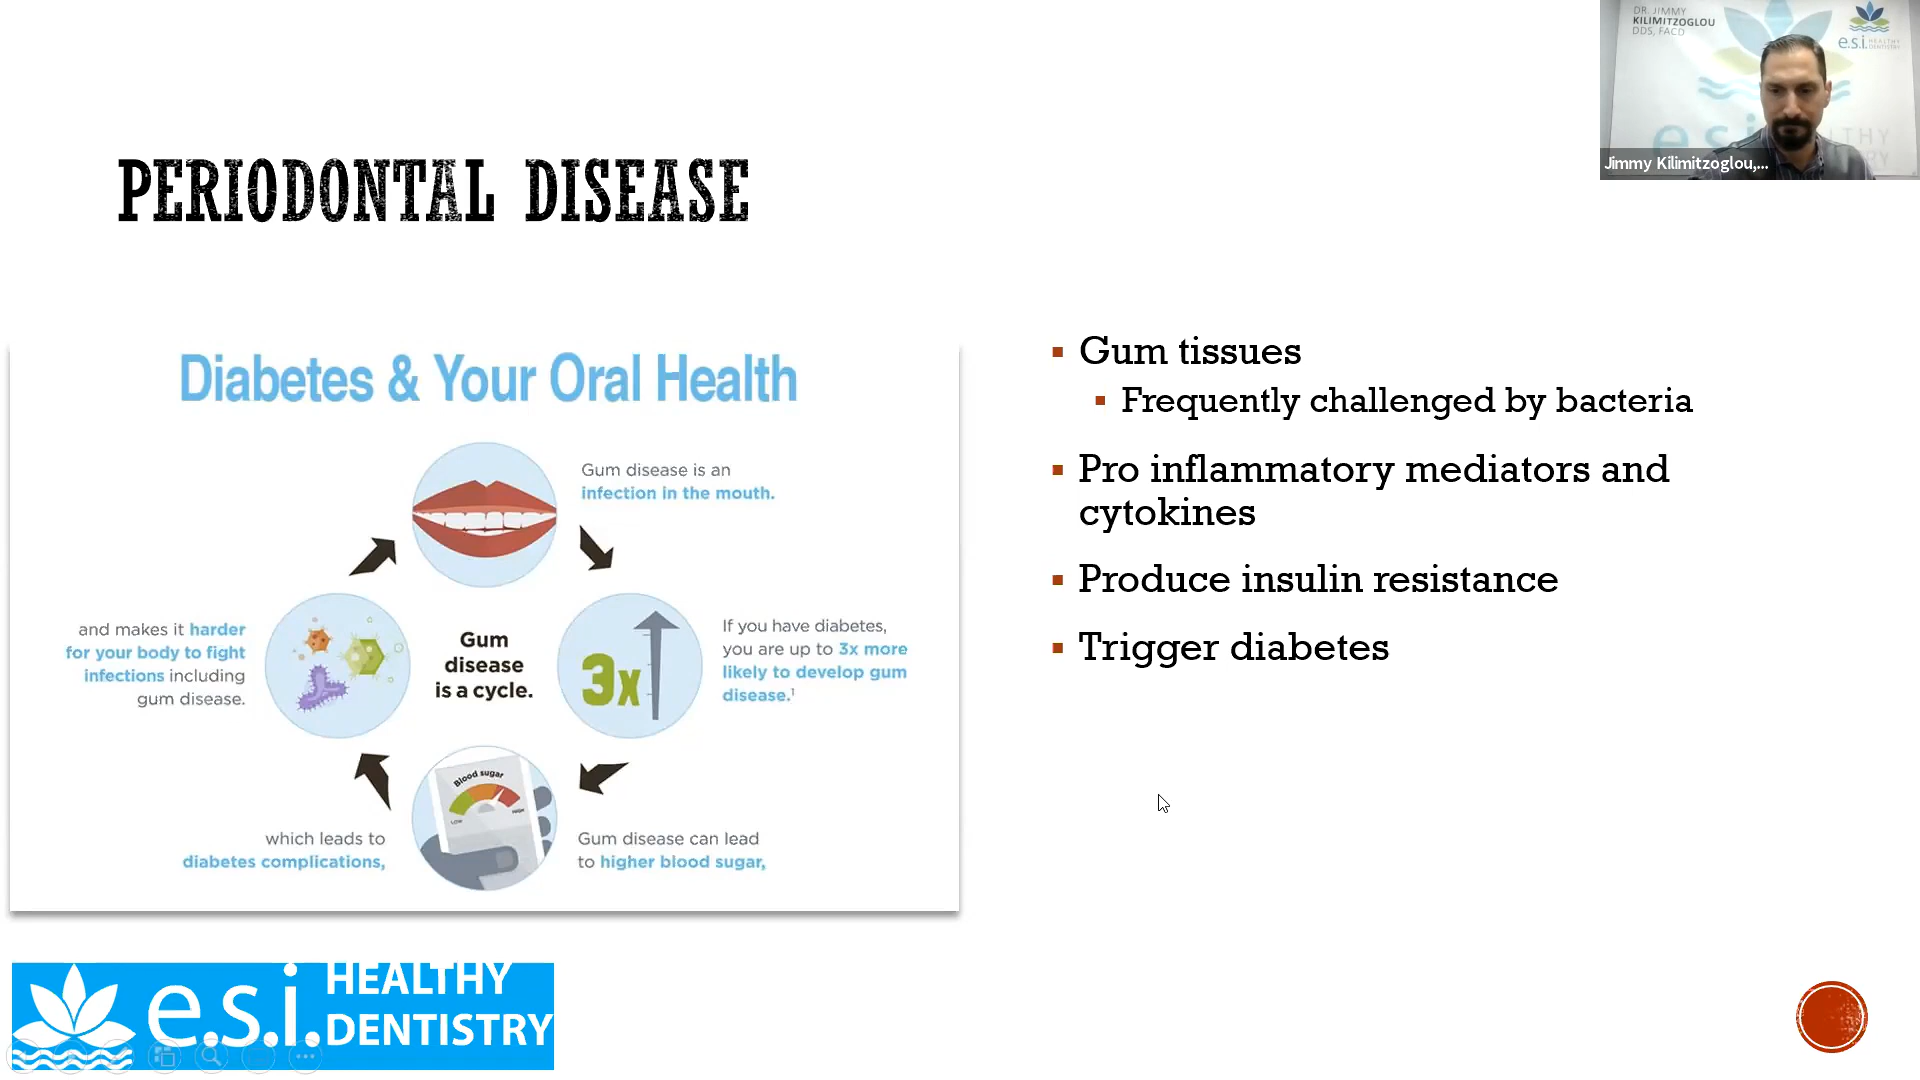 DR. JIMMY
KILIMITZOGLOU
DDS, FACD
e.s.i. HEALTHY
DENTISTRY
Jimmy Kilimitzoglou,...
PERIODONTAL DISEASE
Diabetes & Your Oral Health
Gum disease is an
infection in the mouth.
If you have diabetes,
you are up to 3x more
likely to develop gum
disease.¹
3x
Gum disease can lead
to higher blood sugar,
Blood sugar
LOW
HIGH
which leads to
diabetes complications,
and makes it harder
for your body to fight
infections including
gum disease.
Gum
disease
is a cycle.
Gum tissues
Frequently challenged by bacteria
Pro inflammatory mediators and
cytokines
Produce insulin resistance
Trigger diabetes
e.s.i. HEALTHY
DENTISTRY